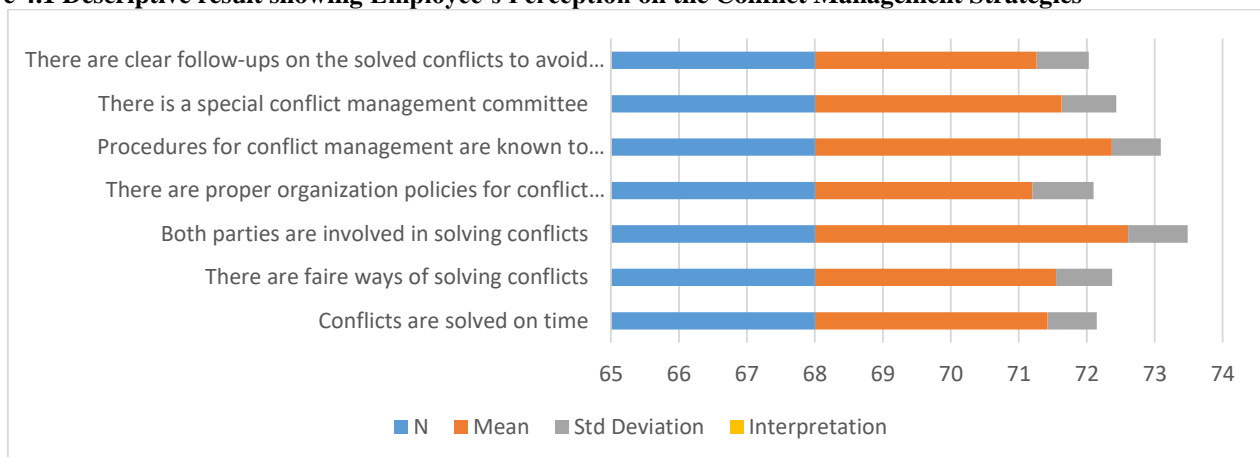 4.1 Descriptive result showing Employee's Perception on the Conflict Management Strategies
There are clear follow-ups on the solved conflicts to avoid...
There is a special conflict management committee
Procedures for conflict management are known to...
There are proper organization policies for conflict...
Both parties are involved in solving conflicts
There are faire ways of solving conflicts
Conflicts are solved on time
65 66 67 68 69 70 71 72 73 74
N Mean Std Deviation Interpretation